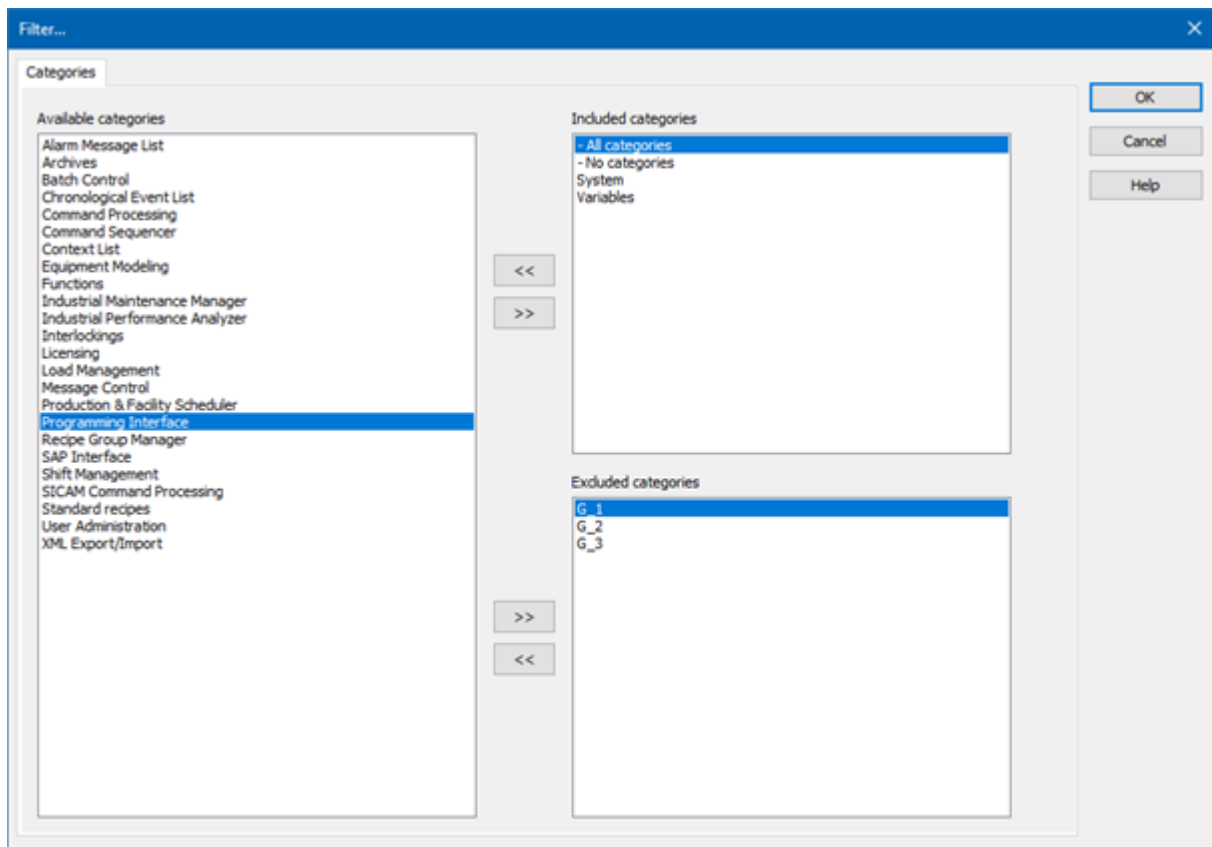 Filter...
Categories
Available categories
Alarm Message List
Archives
Batch Control
Chronological Event List
Command Processing
Command Sequencer
Context List
Equipment Modeling
Functions
Industrial Maintenance Manager
Industrial Performance Analyzer
Interlockings
Licensing
Load Management
Message Control
Production & Facility Scheduler
Programming Interface
Recipe Group Manager
SAP Interface
Shift Management
SICAM Command Processing
Standard recipes
User Administration
XML Export/Import
<<
>>
>>
<<
Included categories
- All categories
- No categories
System
Variables
Excluded categories
G_1
G_2
G_3
OK
Cancel
Help